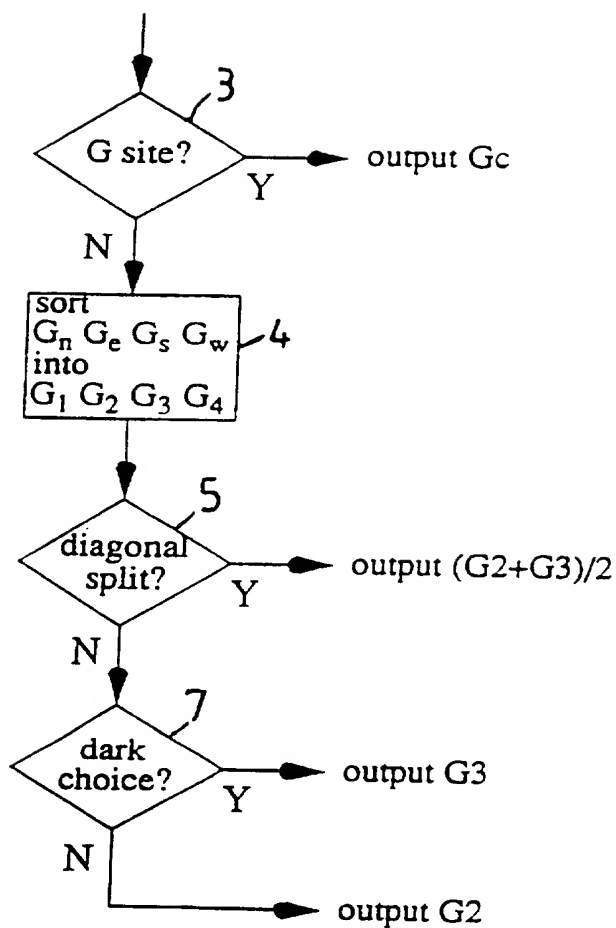 3
G site?
Y
output Gc
N
sort
Gn Ge Gs Gw
into
G1 G2 G3 G4
4
5
diagonal
split?
Y
output (G2+G3)/2
N
7
dark
choice?
Y
output G3
N
output G2